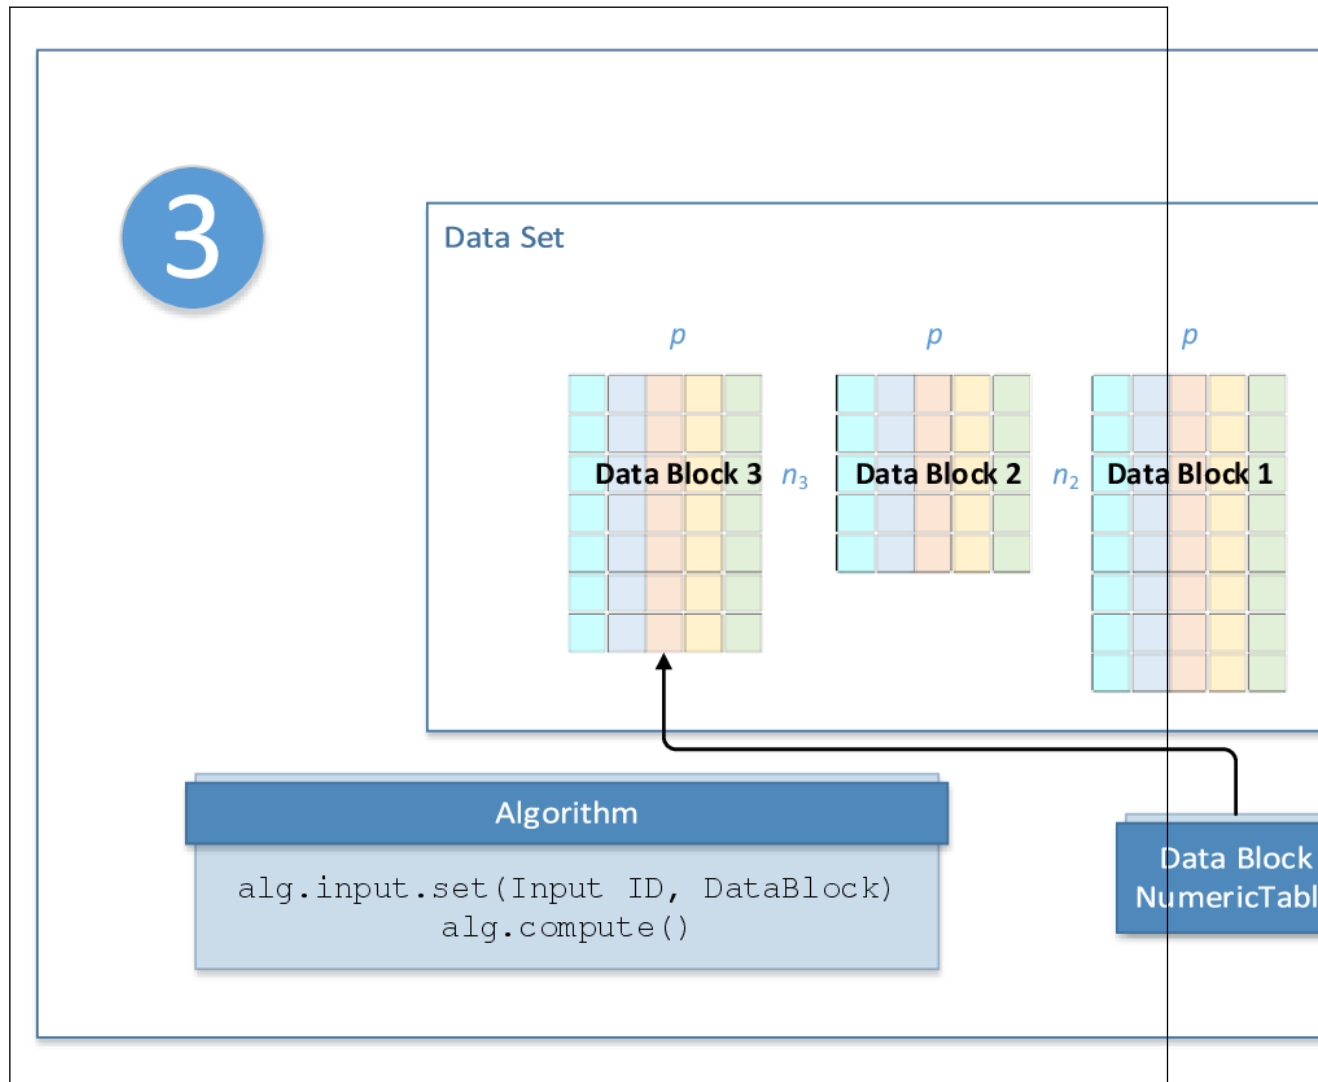 3
Data Set
p p p
Data Block 3 n₃ Data Block 2 n₂ Data Block 1
Algorithm
alg.input.set(Input ID, DataBlock)
alg.compute()
Data Block
NumericTabl